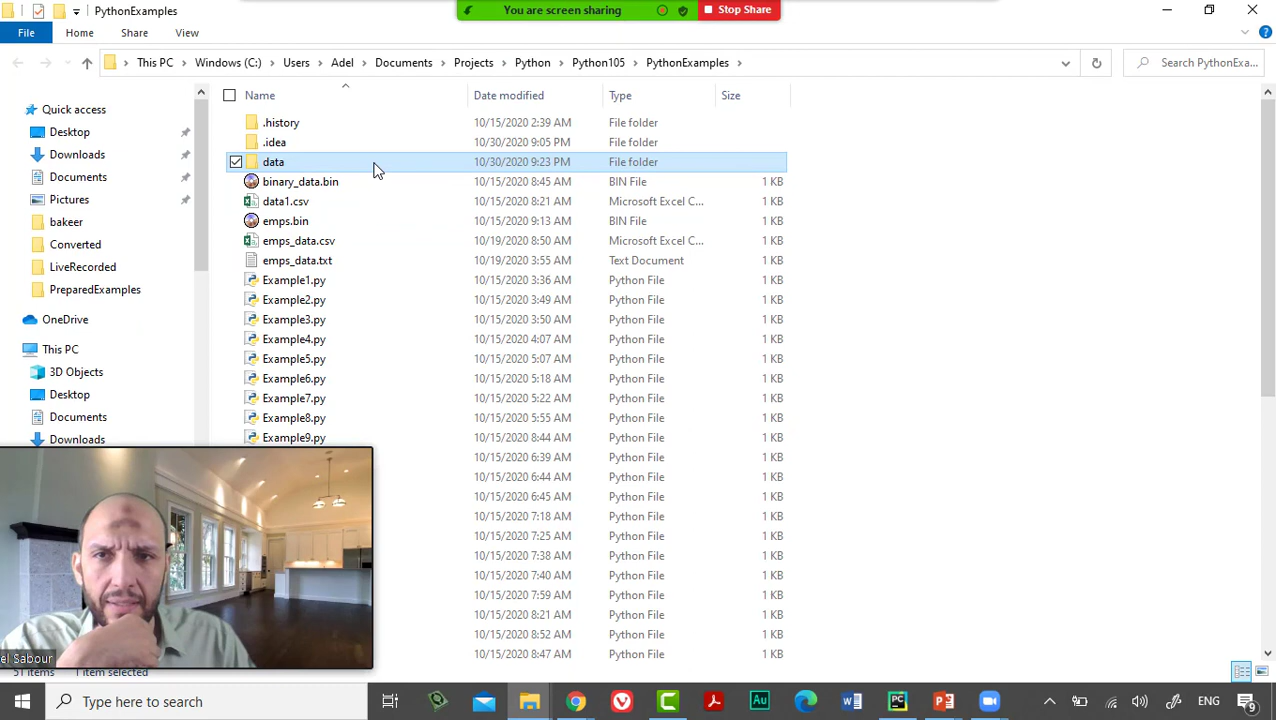 PythonExamples
You are screen sharing
Stop Share
File
Home
Share
View
This PC
Windows (C:)
Users
Adel
Documents
Projects
Python
Python105
PythonExamples
Search PythonExa...
Name
Date modified
Type
Size
Quick access
Desktop
Downloads
Documents
Pictures
bakeer
Converted
LiveRecorded
PreparedExamples
OneDrive
This PC
3D Objects
Desktop
Documents
Downloads
.history 10/15/2020 2:39 AM File folder
.idea 10/30/2020 9:05 PM File folder
data 10/30/2020 9:23 PM File folder
binary_data.bin 10/15/2020 8:45 AM BIN File 1 KB
data1.csv 10/15/2020 8:21 AM Microsoft Excel C... 1 KB
emps.bin 10/15/2020 9:13 AM BIN File 1 KB
emps_data.csv 10/19/2020 8:50 AM Microsoft Excel C... 1 KB
emps_data.txt 10/19/2020 3:55 AM Text Document 1 KB
Example1.py 10/15/2020 3:36 AM Python File 1 KB
Example2.py 10/15/2020 3:49 AM Python File 1 KB
Example3.py 10/15/2020 3:50 AM Python File 1 KB
Example4.py 10/15/2020 4:07 AM Python File 1 KB
Example5.py 10/15/2020 5:07 AM Python File 1 KB
Example6.py 10/15/2020 5:18 AM Python File 1 KB
Example7.py 10/15/2020 5:22 AM Python File 1 KB
Example8.py 10/15/2020 5:55 AM Python File 1 KB
Example9.py 10/15/2020 8:44 AM Python File 1 KB
10/15/2020 6:39 AM Python File 1 KB
10/15/2020 6:44 AM Python File 1 KB
10/15/2020 6:45 AM Python File 1 KB
10/15/2020 7:18 AM Python File 1 KB
10/15/2020 7:25 AM Python File 1 KB
10/15/2020 7:38 AM Python File 1 KB
10/15/2020 7:40 AM Python File 1 KB
10/15/2020 7:59 AM Python File 1 KB
10/15/2020 8:21 AM Python File 1 KB
10/15/2020 8:52 AM Python File 1 KB
10/15/2020 8:47 AM Python File 1 KB
el Sabour
51 items 1 item selected
Type here to search
Au
PC
ENG
9